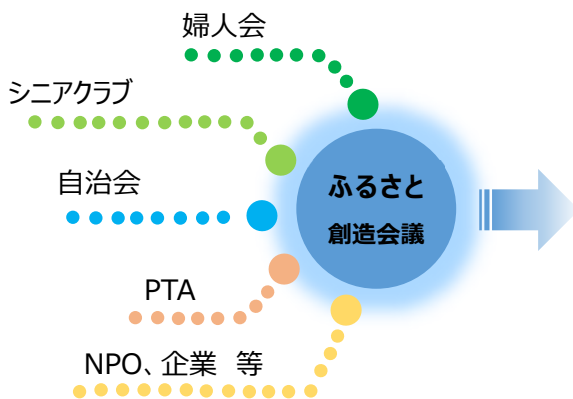 婦人会
シニアクラブ
自治会
PTA
NPO、企業　等
ふるさと
創造会議